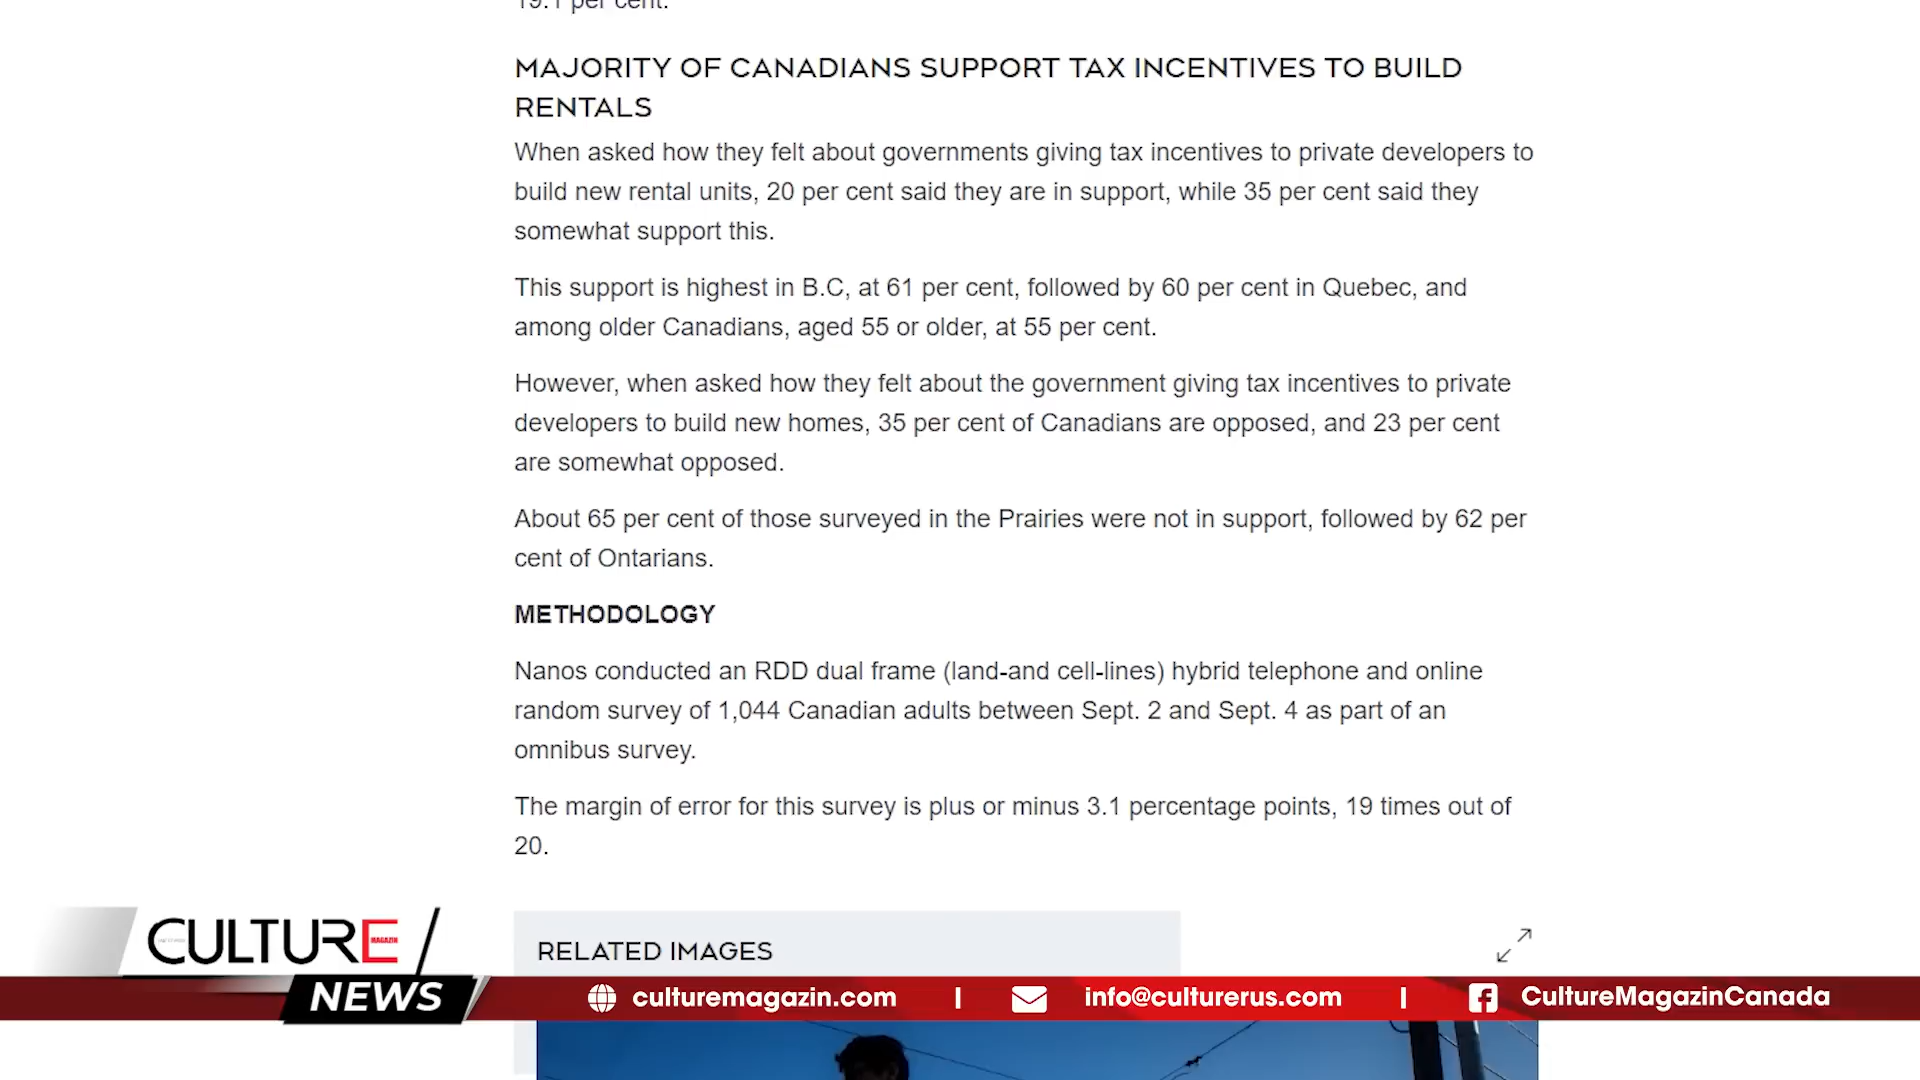 19.1 per cent.
MAJORITY OF CANADIANS SUPPORT TAX INCENTIVES TO BUILD
RENTALS
When asked how they felt about governments giving tax incentives to private developers to
build new rental units, 20 per cent said they are in support, while 35 per cent said they
somewhat support this.
This support is highest in B.C, at 61 per cent, followed by 60 per cent in Quebec, and
among older Canadians, aged 55 or older, at 55 per cent.
However, when asked how they felt about the government giving tax incentives to private
developers to build new homes, 35 per cent of Canadians are opposed, and 23 per cent
are somewhat opposed.
About 65 per cent of those surveyed in the Prairies were not in support, followed by 62 per
cent of Ontarians.
METHODOLOGY
Nanos conducted an RDD dual frame (land-and cell-lines) hybrid telephone and online
random survey of 1,044 Canadian adults between Sept. 2 and Sept. 4 as part of an
omnibus survey.
The margin of error for this survey is plus or minus 3.1 percentage points, 19 times out of
20.
RELATED IMAGES
CULTURE
MAGAZIN
NEWS
culturemagazin.com | info@culturerus.com | CultureMagazinCanada